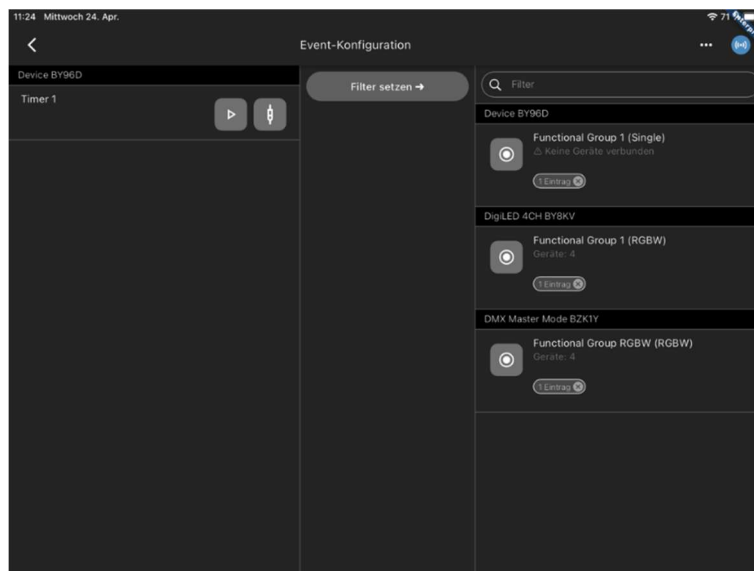 11:24 Mittwoch 24. Apr.
71
Event-Konfiguration
Device BY96D
Timer 1
Filter setzen ➔
Filter
Device BY96D
Functional Group 1 (Single)
⚠ Keine Geräte verbunden
1 Eintrag
DigiLED 4CH BY8KV
Functional Group 1 (RGBW)
Geräte: 4
1 Eintrag
DMX Master Mode BZK1Y
Functional Group RGBW (RGBW)
Geräte: 4
1 Eintrag